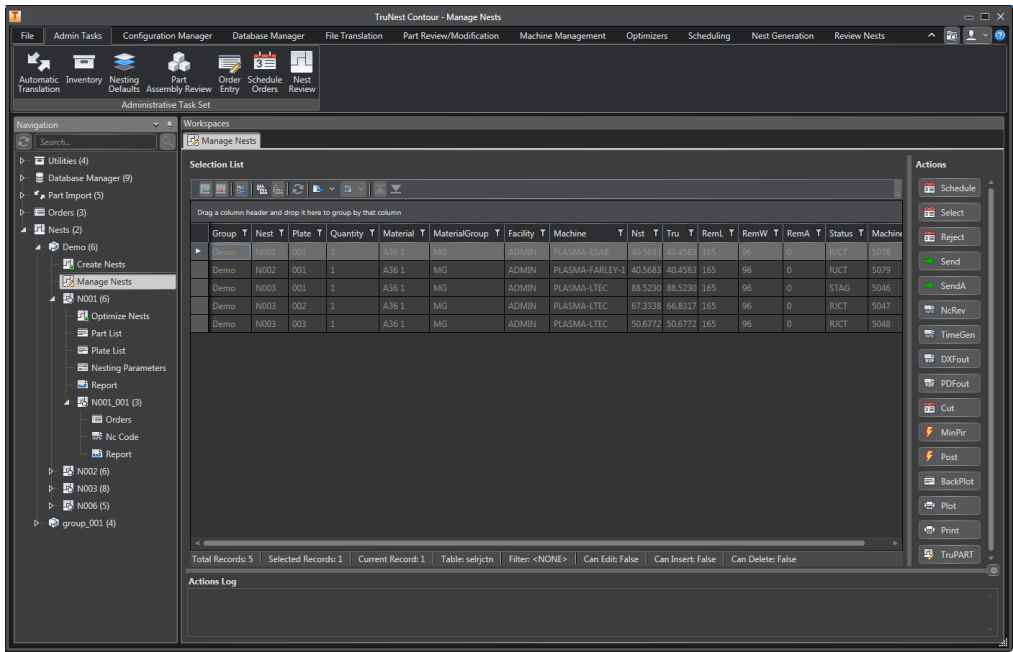 TruNest Contour - Manage Nests
File Admin Tasks Configuration Manager Database Manager File Translation Part Review/Modification Machine Management Optimizers Scheduling Nest Generation Review Nests
Automatic Translation
Inventory
Nesting Defaults
Part Assembly Review
Order Entry
Schedule Orders
Nest Review
Administrative Task Set
Navigation
Search...
Utilities (4)
Database Manager (9)
Part Import (5)
Orders (3)
Nests (2)
Demo (6)
Create Nests
Manage Nests
N001 (6)
Optimize Nests
Part List
Plate List
Nesting Parameters
Report
N001_001 (3)
Orders
Nc Code
Report
N002 (6)
N003 (8)
N006 (5)
group_001 (4)
Workspaces
Manage Nests
Selection List
Drag a column header and drop it here to group by that column
Group Nest Plate Quantity Material MaterialGroup Facility Machine Nst Tru RemL RemW RemA Status Machine
Demo N001 001 1 A36 1 MG ADMIN PLASMA-ESAB 40.5683 40.4583 165 96 0 RJCT 5078
Demo N002 001 1 A36 1 MG ADMIN PLASMA-FARLEY-1 40.5683 40.4583 165 96 0 RJCT 5079
Demo N003 001 1 A36 1 MG ADMIN PLASMA-LTEC 88.5230 88.5230 165 96 0 STAG 5046
Demo N003 002 1 A36 1 MG ADMIN PLASMA-LTEC 67.3338 66.8317 165 96 0 RJCT 5047
Demo N003 003 1 A36 1 MG ADMIN PLASMA-LTEC 50.6772 50.6772 165 96 0 RJCT 5048
Total Records: 5 Selected Records: 1 Current Record: 1 Table: selrjctn Filter: <NONE> Can Edit: False Can Insert: False Can Delete: False
Actions
Schedule
Select
Reject
Send
SendA
NcRev
TimeGen
DXFout
PDFout
Cut
MinPir
Post
BackPlot
Plot
Print
TruPART
Actions Log